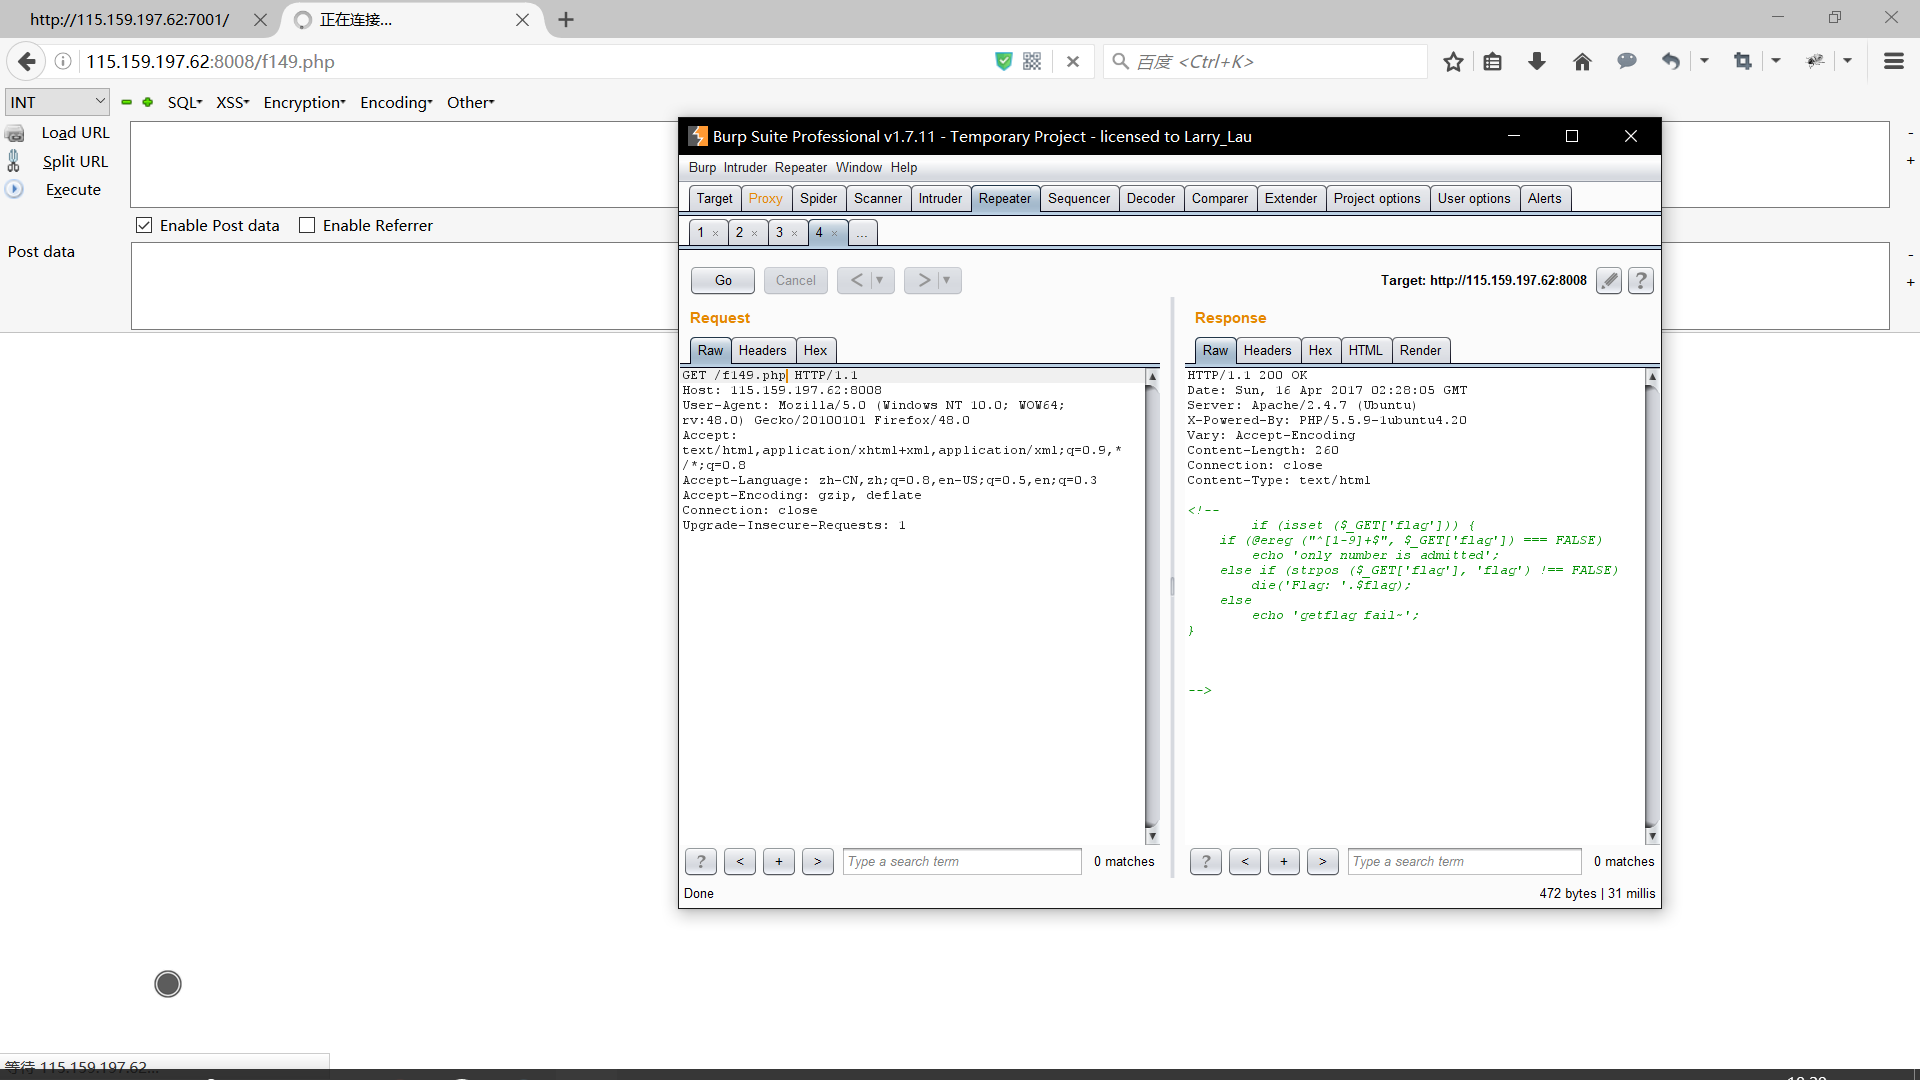 http://115.159.197.62:7001/
正在连接...
115.159.197.62:8008/f149.php
百度 <Ctrl+K>
INT
SQL
XSS
Encryption
Encoding
Other
Load URL
Split URL
Execute
Enable Post data
Enable Referrer
Post data
-
+
-
+
Burp Suite Professional v1.7.11 - Temporary Project - licensed to Larry_Lau
Burp Intruder Repeater Window Help
Target Proxy Spider Scanner Intruder Repeater Sequencer Decoder Comparer Extender Project options User options Alerts
1 × 2 × 3 × 4 × ...
Go Cancel < > Target: http://115.159.197.62:8008 ?
Request
Raw Headers Hex
GET /f149.php HTTP/1.1
Host: 115.159.197.62:8008
User-Agent: Mozilla/5.0 (Windows NT 10.0; WOW64;
rv:48.0) Gecko/20100101 Firefox/48.0
Accept:
text/html,application/xhtml+xml,application/xml;q=0.9,*
/*;q=0.8
Accept-Language: zh-CN,zh;q=0.8,en-US;q=0.5,en;q=0.3
Accept-Encoding: gzip, deflate
Connection: close
Upgrade-Insecure-Requests: 1
? < + > Type a search term 0 matches
Response
Raw Headers Hex HTML Render
HTTP/1.1 200 OK
Date: Sun, 16 Apr 2017 02:28:05 GMT
Server: Apache/2.4.7 (Ubuntu)
X-Powered-By: PHP/5.5.9-1ubuntu4.20
Vary: Accept-Encoding
Content-Length: 260
Connection: close
Content-Type: text/html
<!--
if (isset ($_GET['flag'])) {
if (@ereg ("^[1-9]+$", $_GET['flag']) === FALSE)
echo 'only number is admitted';
else if (strpos ($_GET['flag'], 'flag') !== FALSE)
die('Flag: '.$flag);
else
echo 'getflag fail~';
}
-->
? < + > Type a search term 0 matches
Done
472 bytes | 31 millis
等待 115.159.197.62...